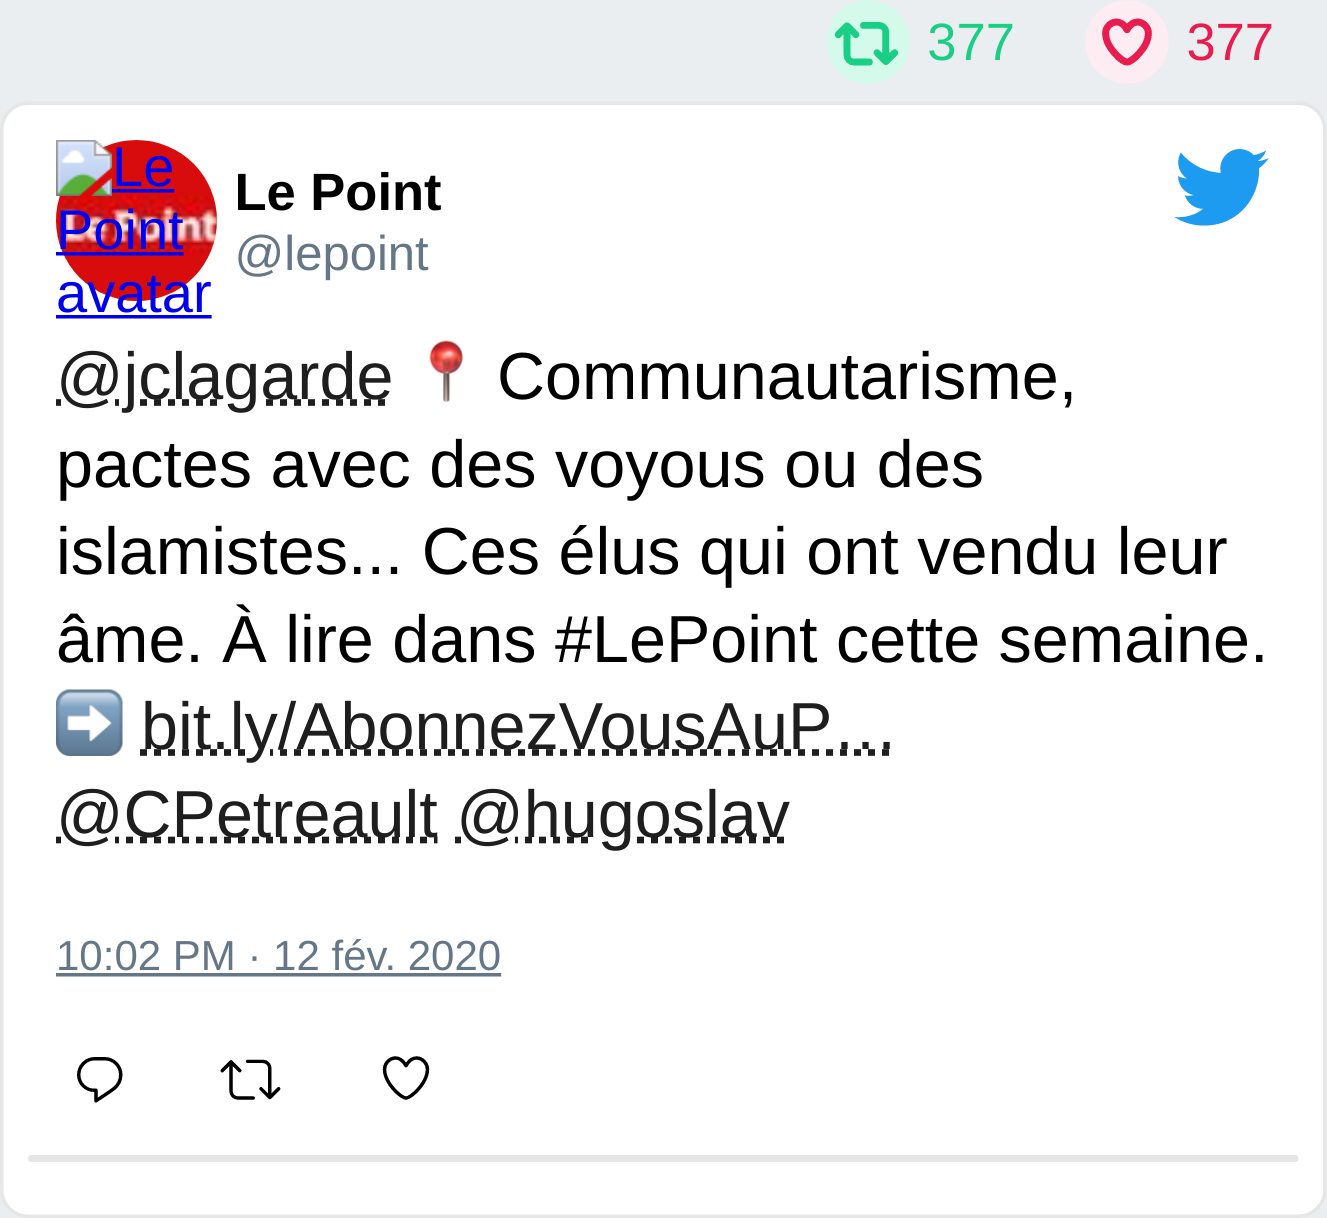 377 377
Le Point avatar
Le Point
@lepoint
@jclagarde 📍 Communautarisme,
pactes avec des voyous ou des
islamistes... Ces élus qui ont vendu leur
âme. À lire dans #LePoint cette semaine.
➡️ bit.ly/AbonnezVousAuP…
@CPetreault @hugoslav
10:02 PM · 12 fév. 2020